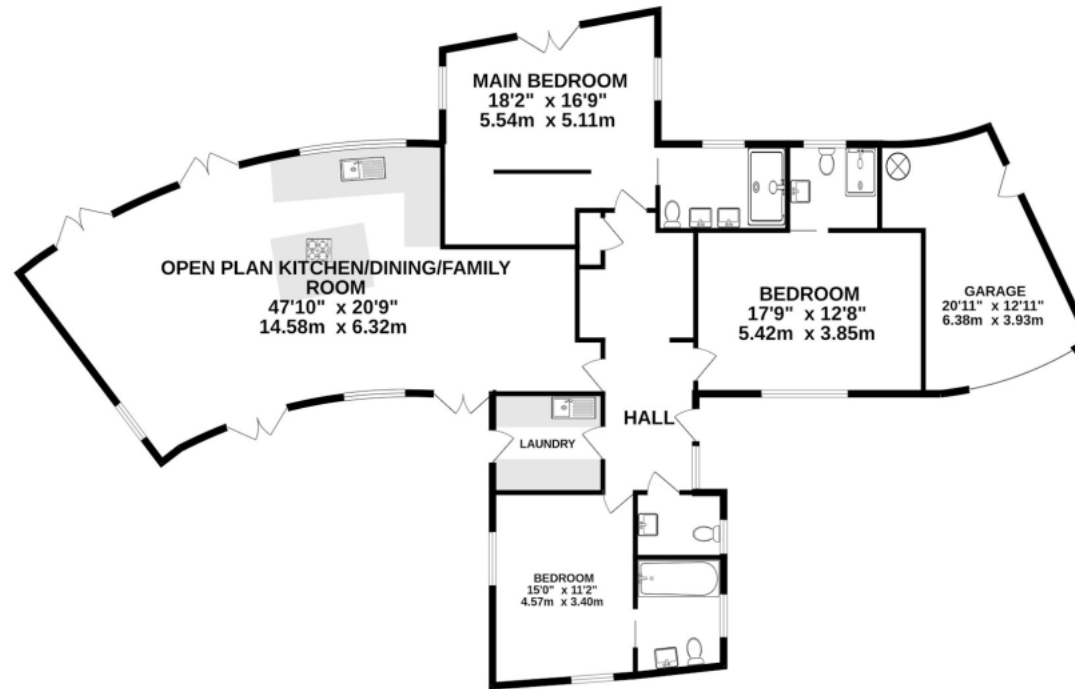 MAIN BEDROOM
18'2" x 16'9"
5.54m x 5.11m
OPEN PLAN KITCHEN/DINING/FAMILY
ROOM
47'10" x 20'9"
14.58m x 6.32m
BEDROOM
17'9" x 12'8"
5.42m x 3.85m
GARAGE
20'11" x 12'11"
6.38m x 3.93m
HALL
LAUNDRY
BEDROOM
15'0" x 11'2"
4.57m x 3.40m